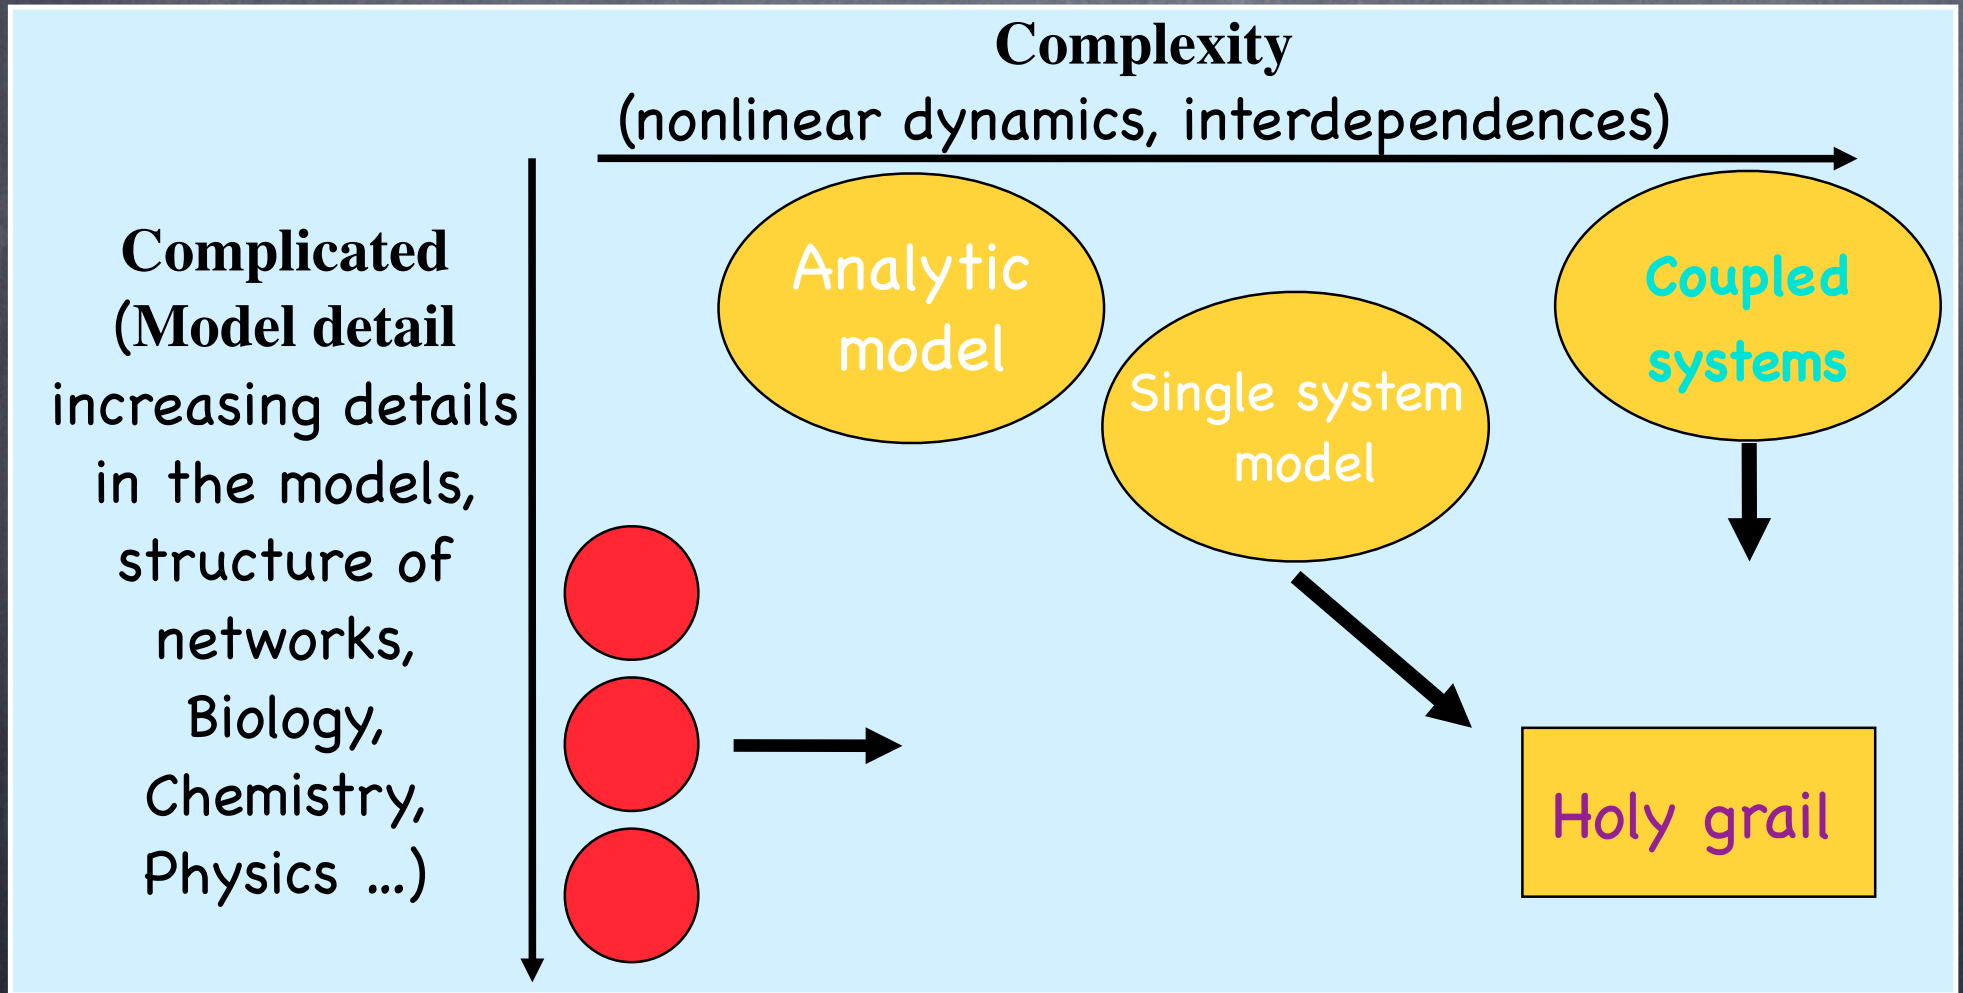 Complexity
(nonlinear dynamics, interdependences)
Complicated
(Model detail
increasing details
in the models,
structure of
networks,
Biology,
Chemistry,
Physics ...)
Analytic
model
Single system
model
Coupled
systems
Holy grail